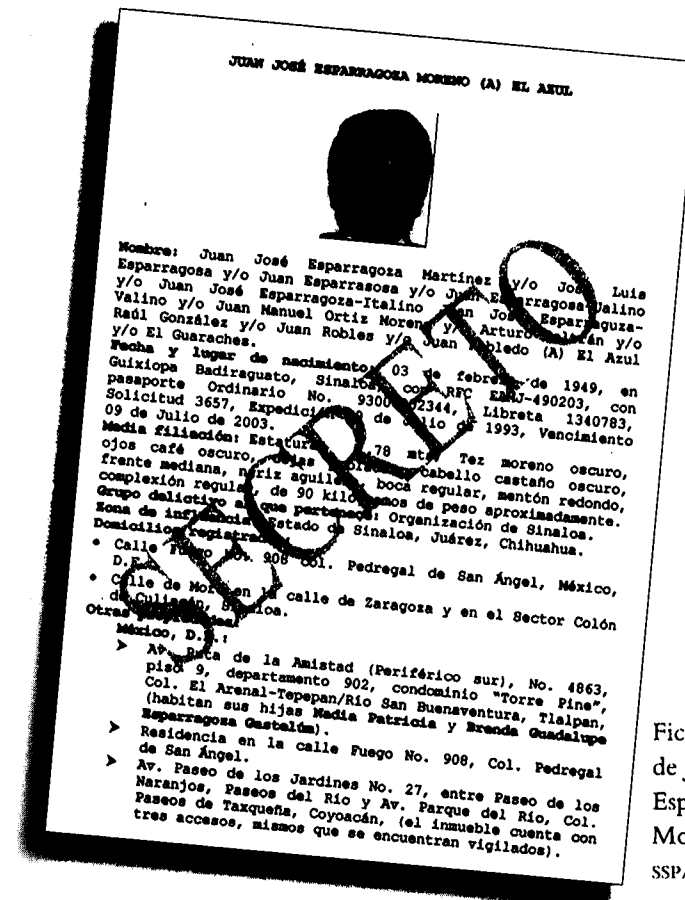 JUAN JOSÉ ESPARRAGOZA MORENO (A) EL AZUL
Nombre: Juan José Esparragoza Martínez y/o José Luis
Esparragosa y/o Juan Esparrasosa y/o Juan Esparragosa-Jalino
y/o Juan José Esparragoza-Italino Juan José Esparraguza-
Valino y/o Juan Manuel Ortiz Moreno y/o Arturo y/o
Raúl González y/o Juan Robles y/o Juan Robledo (A) El Azul
y/o El Guaraches.
Fecha y lugar de nacimiento: 03 de febrero de 1949, en
Guixiopa Badiraguato, Sinaloa, con RFC EAMJ-490203, con
pasaporte Ordinario No. Libreta 1340783,
Solicitud 3657, Expedición de Julio de 1993, Vencimiento
09 de Julio de 2003.
Media filiación: Estatura .78 mts. Tez moreno oscuro,
ojos café oscuro, cejas cabello castaño oscuro,
frente mediana, nariz aguileña, boca regular, mentón redondo,
complexión regular, de 90 kilogramos de peso aproximadamente.
Grupo delictivo al que pertenece: Organización de Sinaloa.
Zona de influencia: Estado de Sinaloa, Juárez, Chihuahua.
Domicilios registrados:
• Calle Fuego No. 908 Col. Pedregal de San Ángel, México,
D.F.
• Calle de en la calle de Zaragoza y en el Sector Colón
de Culiacán, Sinaloa.
Otras propiedades:
México, D.F.:
➤ Av. Ruta de la Amistad (Periférico sur), No. 4863,
piso 9, departamento 902, condominio "Torre Pine",
Col. El Arenal-Tepepan/Río San Buenaventura, Tlalpan,
(habitan sus hijas Nadia Patricia y Brenda Guadalupe
Esparragoza Gastelúm).
➤ Residencia en la calle Fuego No. 908, Col. Pedregal
de San Ángel.
➤ Av. Paseo de los Jardines No. 27, entre Paseo de los
Naranjos, Paseos del Río y Av. Parque del Río, Col.
Paseos de Taxqueña, Coyoacán, (el inmueble cuenta con
tres accesos, mismos que se encuentran vigilados).
SECRETO
Fic
de
Esp
Mo
SSP/